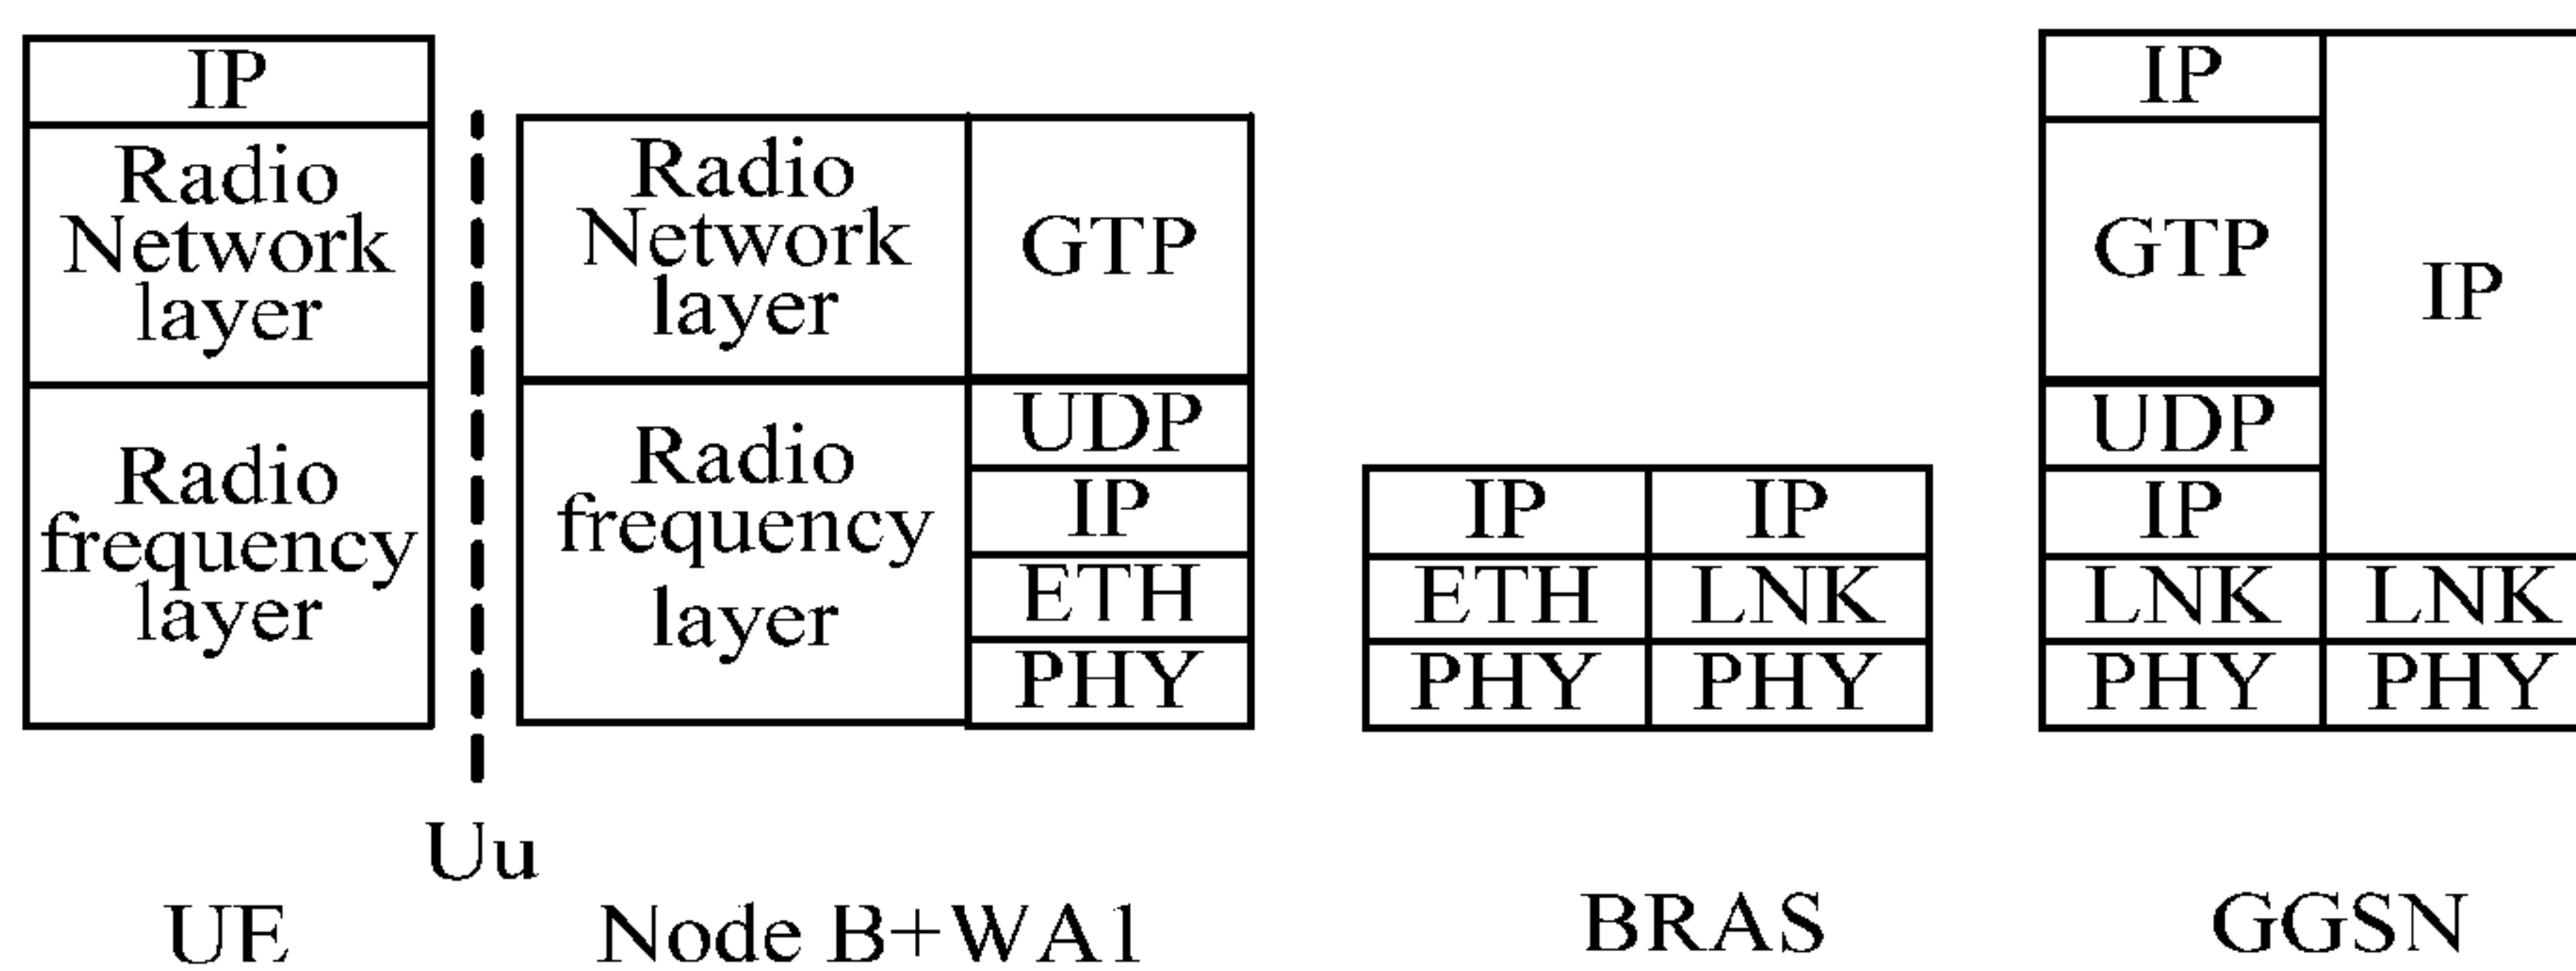 IP
Radio
Network
layer
Radio
frequency
layer
Uu
UE
Radio
Network
layer
GTP
Radio
frequency
layer
UDP
IP
ETH
PHY
Node B+WA1
IP IP
ETH LNK
PHY PHY
BRAS
IP
GTP
IP
UDP
IP
LNK LNK
PHY PHY
GGSN